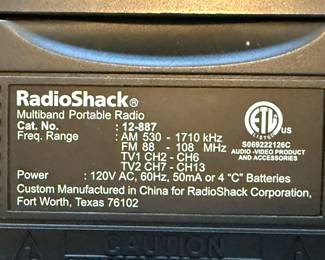 RadioShack®
Multiband Portable Radio
Cat. No. : 12-887
Freq. Range : AM 530 - 1710 kHz
FM 88 - 108 MHz
TV1 CH2 - CH6
TV2 CH7 - CH13
Power : 120V AC, 60Hz, 50mA or 4 “C” Batteries
Custom Manufactured in China for RadioShack Corporation,
Fort Worth, Texas 76102
ETL
LISTED
US
S069222126C
AUDIO-VIDEO PRODUCT
AND ACCESSORIES
CAUTION